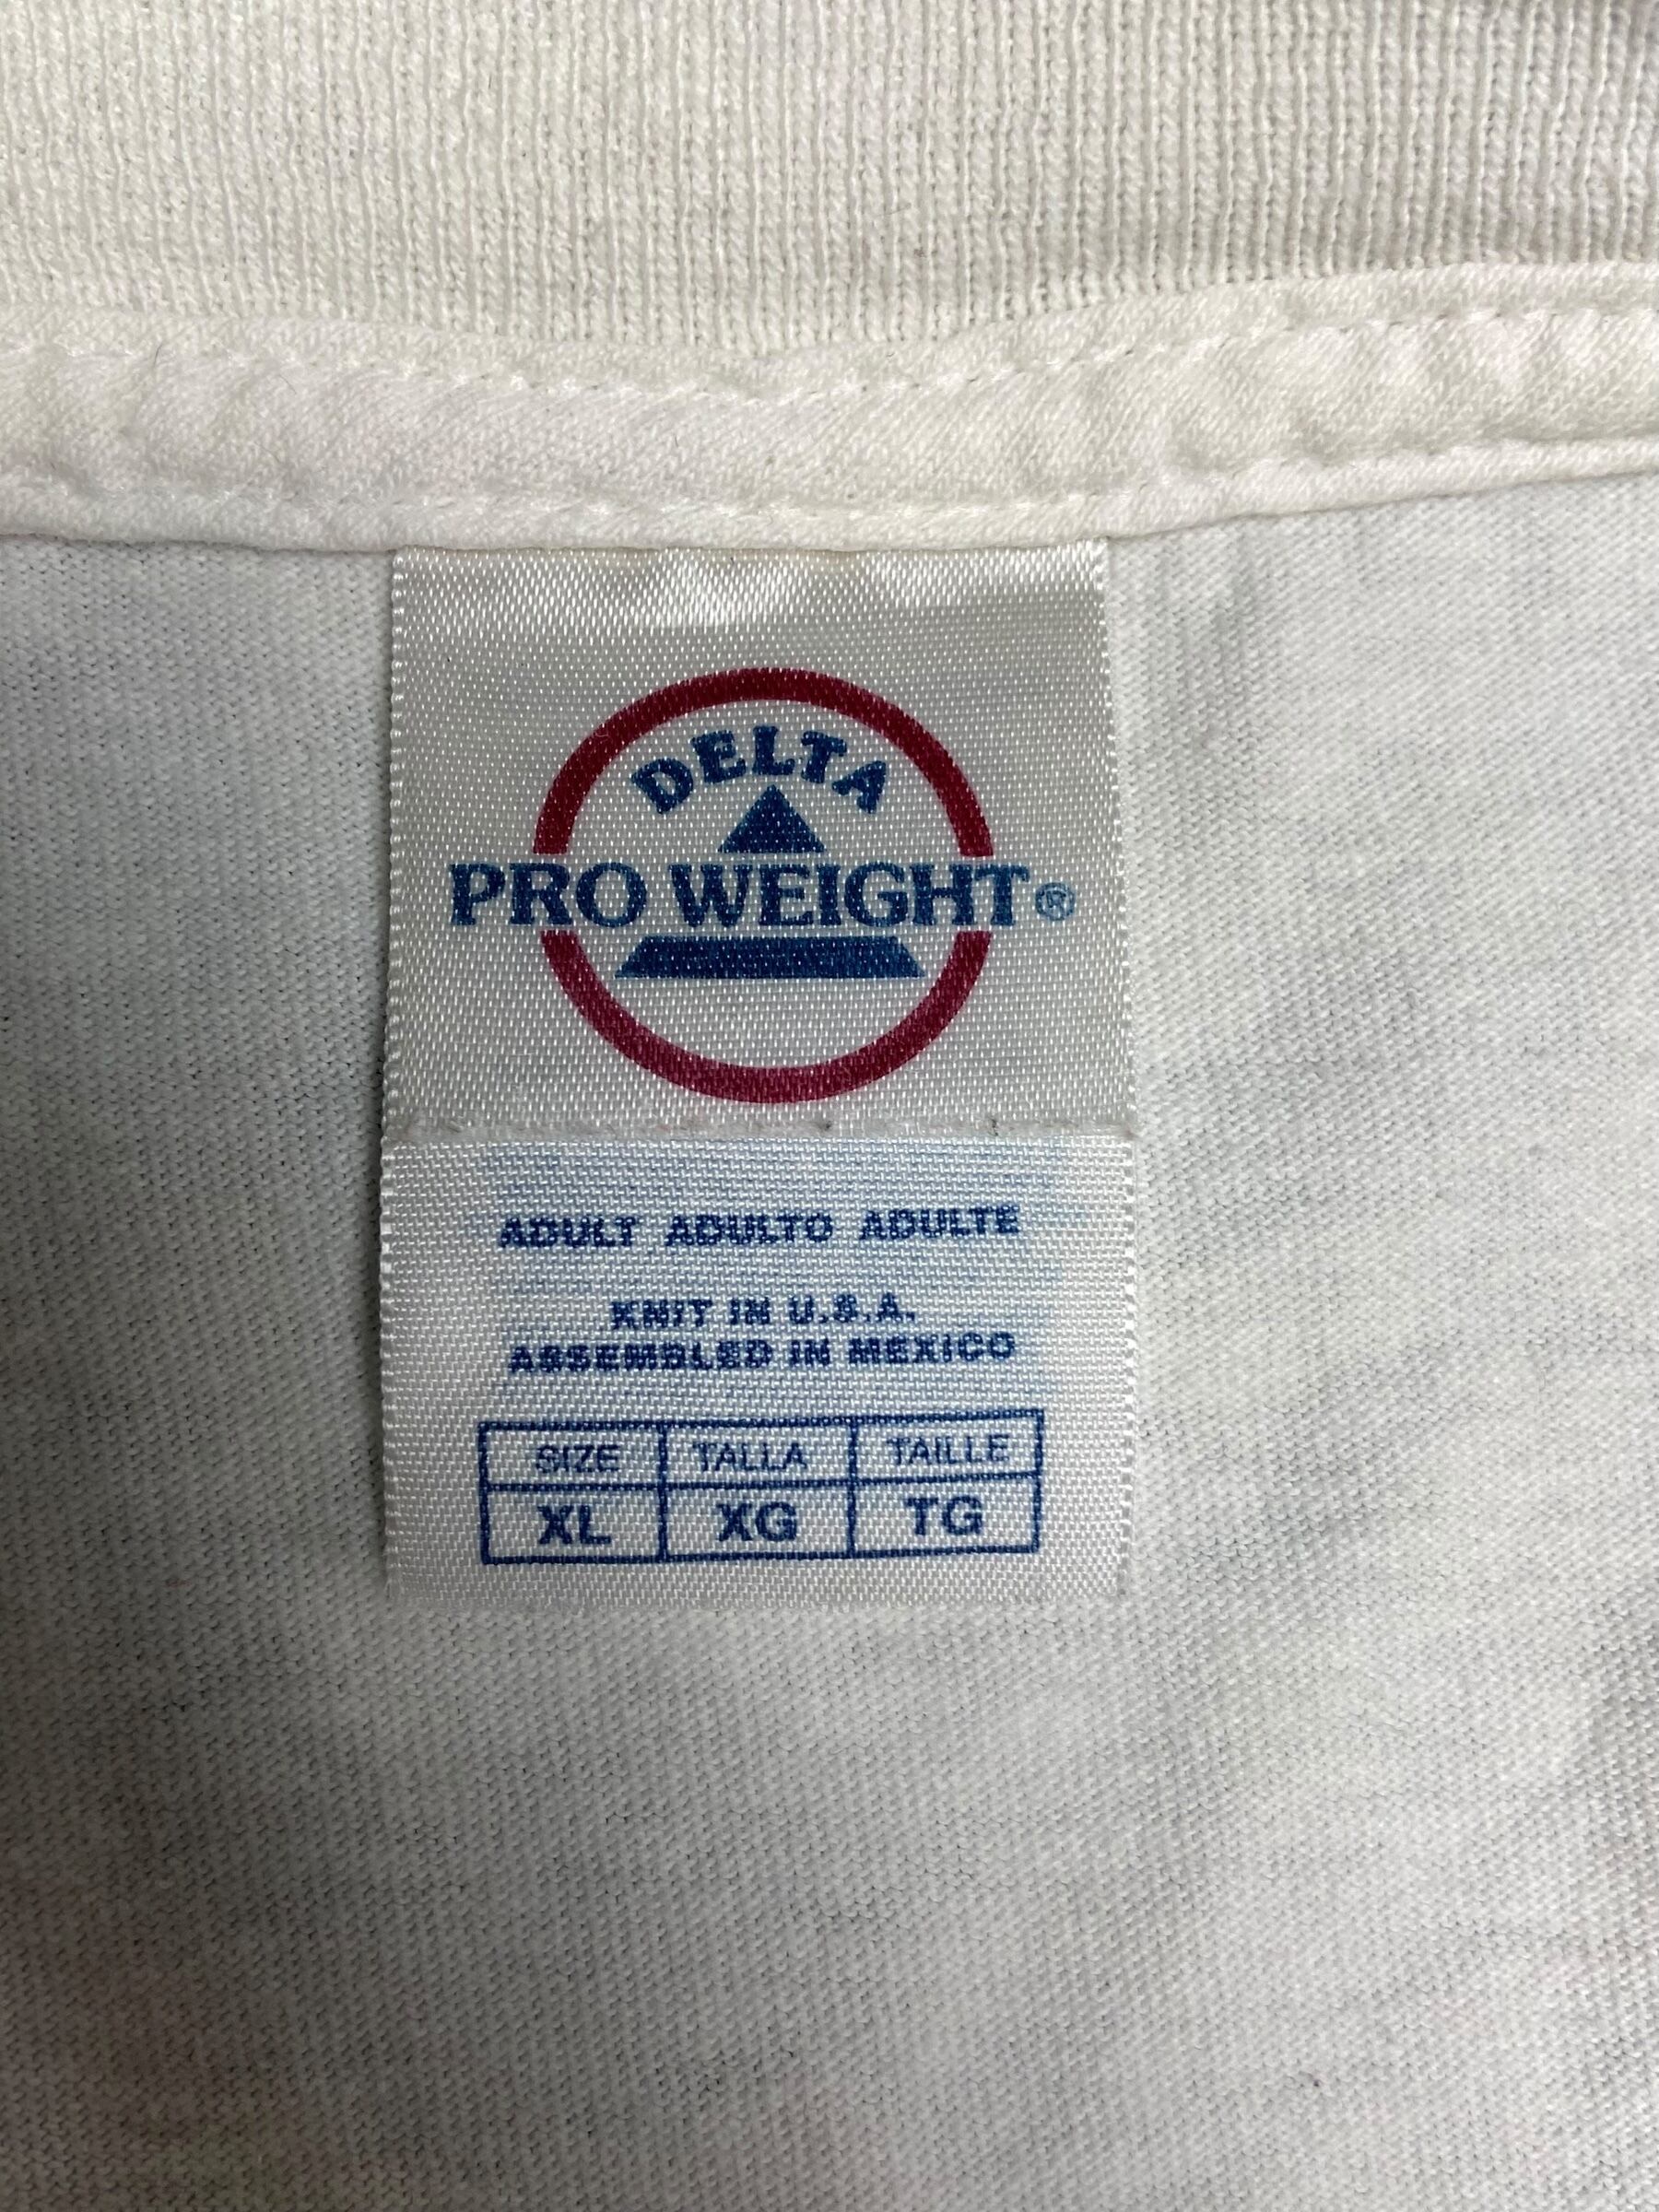 DELTA
PRO WEIGHT®
ADULT ADULTO ADULTE
KNIT IN U.S.A.
ASSEMBLED IN MEXICO
SIZE TALLA TAILLE
XL XG TG